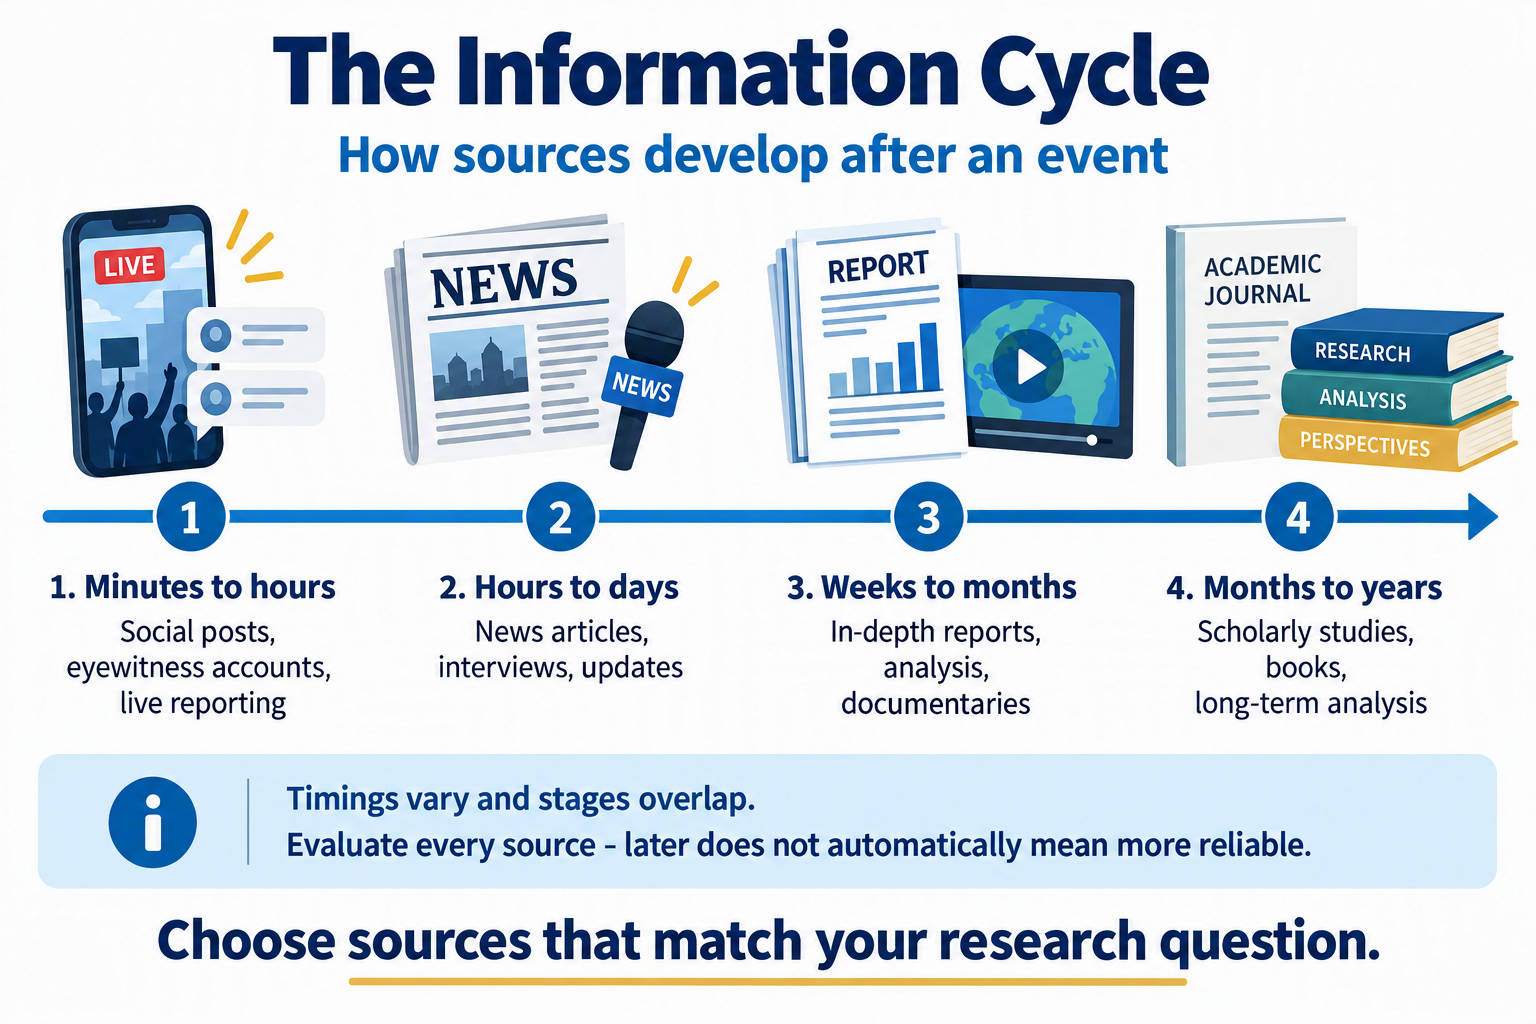 The Information Cycle
How sources develop after an event
LIVE
NEWS
NEWS
REPORT
ACADEMIC
JOURNAL
RESEARCH
ANALYSIS
PERSPECTIVES
1
2
3
4
1. Minutes to hours
Social posts,
eyewitness accounts,
live reporting
2. Hours to days
News articles,
interviews, updates
3. Weeks to months
In-depth reports,
analysis,
documentaries
4. Months to years
Scholarly studies,
books,
long-term analysis
i
Timings vary and stages overlap.
Evaluate every source – later does not automatically mean more reliable.
Choose sources that match your research question.